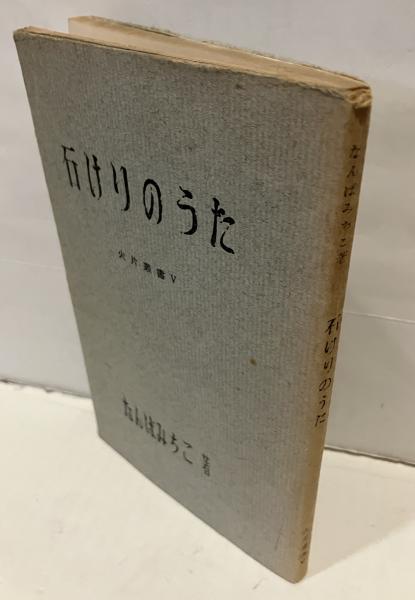 石けりのうた
火片叢書 V
なんばみちこ 著
なんばみちこ著
石けりのうた